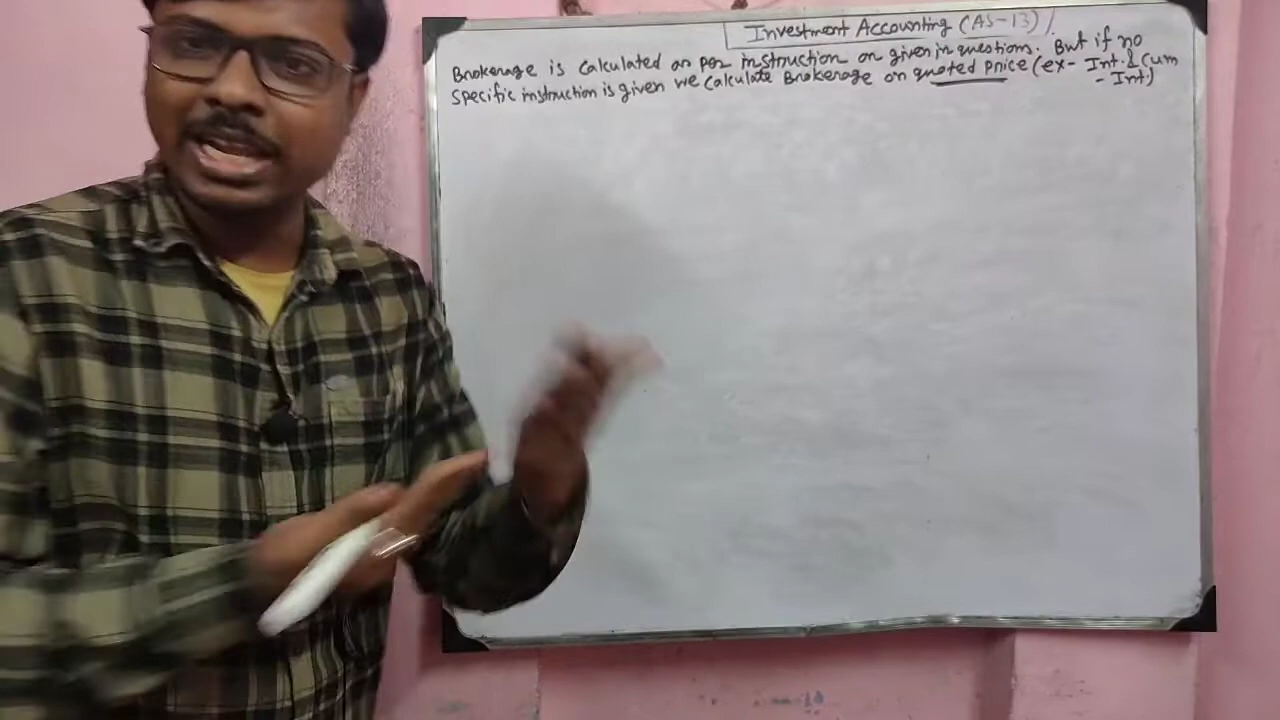 Investment Accounting (AS-13)
Brokerage is calculated as per instruction on given in questions. But if no
specific instruction is given we calculate Brokerage on quoted price (ex- Int. & Cum
- Int)